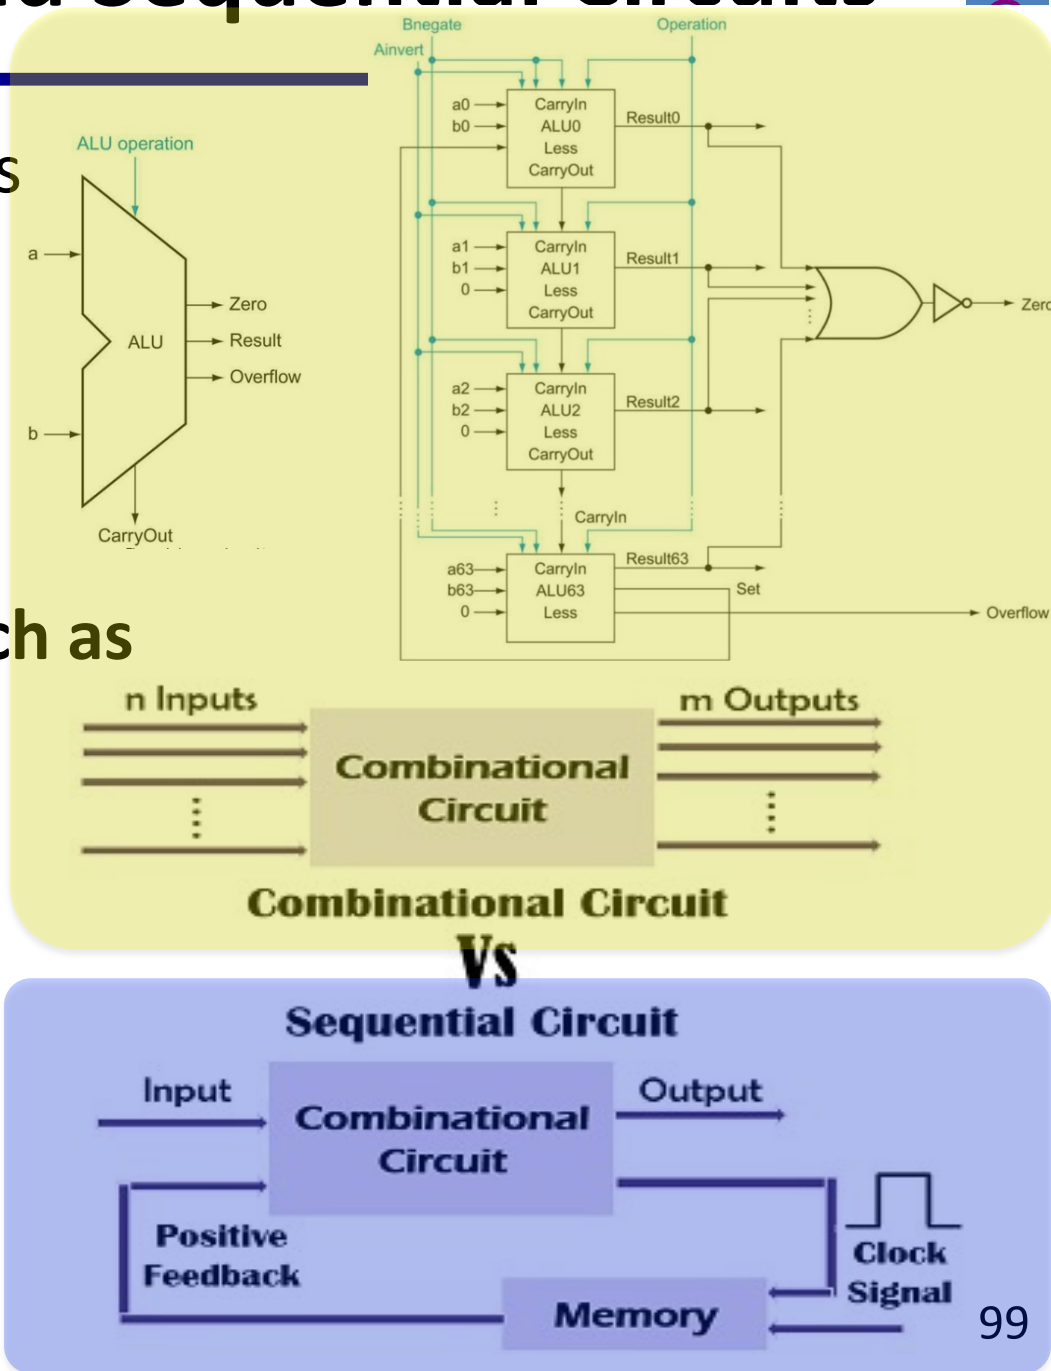 d Sequential Circuits
s
ALU operation
a
b
ALU
Zero
Result
Overflow
CarryOut
Bnegate
Operation
Ainvert
a0
b0
CarryIn
ALU0
Less
CarryOut
Result0
a1
b1
0
CarryIn
ALU1
Less
CarryOut
Result1
a2
b2
0
CarryIn
ALU2
Less
CarryOut
Result2
CarryIn
a63
b63
0
CarryIn
ALU63
Less
Result63
Set
Zero
Overflow
ch as
n Inputs
m Outputs
Combinational
Circuit
Combinational Circuit
Vs
Sequential Circuit
Input
Output
Combinational
Circuit
Positive
Feedback
Clock
Signal
Memory
99